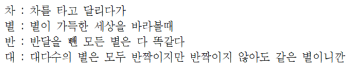 차 : 차를 타고 달리다가
별 : 별이 가득한 세상을 바라볼때
반 : 반달을 뺀 모든 별은 다 똑같다
대 : 대다수의 별은 모두 반짝이지만 반짝이지 않아도 같은 별이니깐